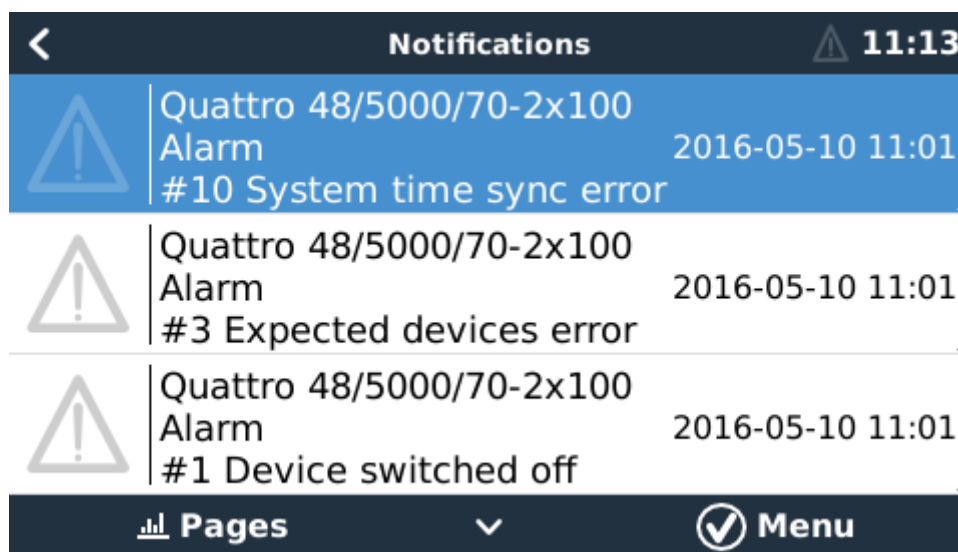 Notifications
11:13
Quattro 48/5000/70-2x100
Alarm
2016-05-10 11:01
#10 System time sync error
Quattro 48/5000/70-2x100
Alarm
2016-05-10 11:01
#3 Expected devices error
Quattro 48/5000/70-2x100
Alarm
2016-05-10 11:01
#1 Device switched off
Pages
Menu